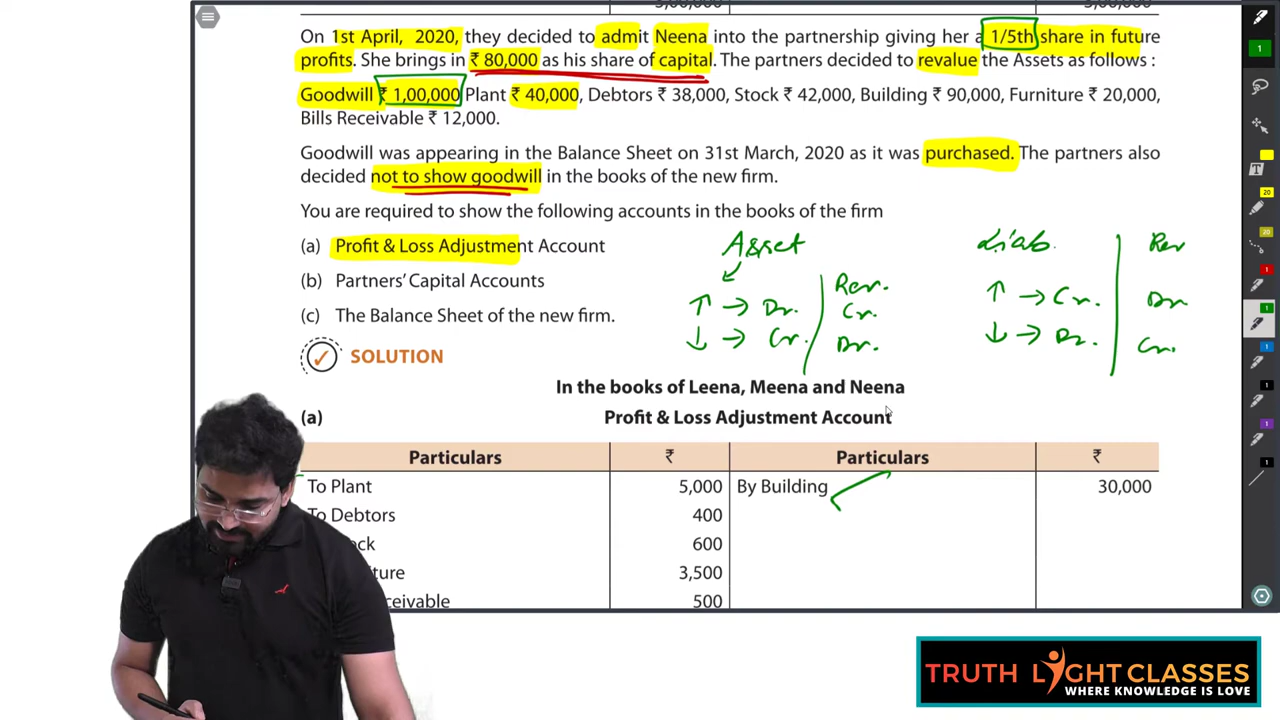 On 1st April, 2020, they decided to admit Neena into the partnership giving her a 1/5th share in future
profits. She brings in ₹ 80,000 as his share of capital. The partners decided to revalue the Assets as follows :
Goodwill ₹ 1,00,000 Plant ₹ 40,000, Debtors ₹ 38,000, Stock ₹ 42,000, Building ₹ 90,000, Furniture ₹ 20,000,
Bills Receivable ₹ 12,000.
Goodwill was appearing in the Balance Sheet on 31st March, 2020 as it was purchased. The partners also
decided not to show goodwill in the books of the new firm.
You are required to show the following accounts in the books of the firm
(a) Profit & Loss Adjustment Account
(b) Partners' Capital Accounts
(c) The Balance Sheet of the new firm.
Asset Liab. Rev
↑ → Dr. Rev. Cr. ↑ → Cr. Dr.
↓ → Cr. Dr. ↓ → Dr. Cr.
SOLUTION
In the books of Leena, Meena and Neena
(a) Profit & Loss Adjustment Account
Particulars ₹ Particulars ₹
To Plant 5,000 By Building 30,000
To Debtors 400
ock 600
iture 3,500
ceivable 500
TRUTH LIGHT CLASSES
WHERE KNOWLEDGE IS LOVE